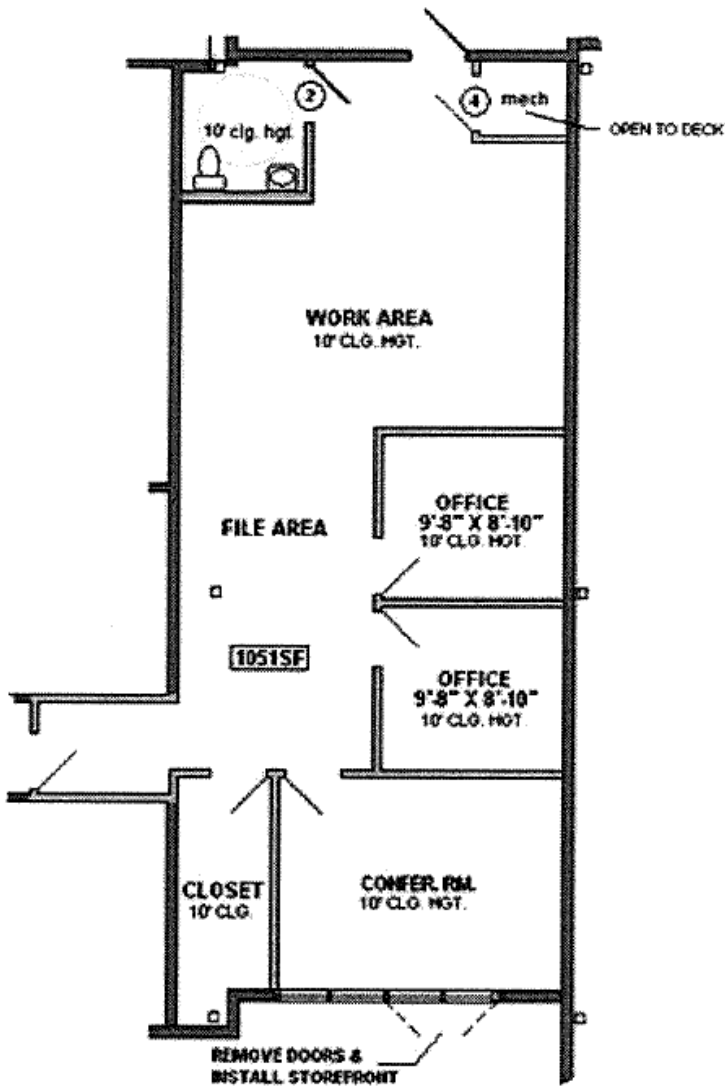 2
4
mech
10' clg. hgt.
OPEN TO DECK
WORK AREA
10' CLG. HGT.
OFFICE
9'-8" X 8'-10"
10' CLG. HGT.
FILE AREA
1051SF
OFFICE
9'-8" X 8'-10"
10' CLG. HGT.
CLOSET
10' CLG.
CONFER. RM.
10' CLG. HGT.
REMOVE DOORS &
INSTALL STOREFRONT